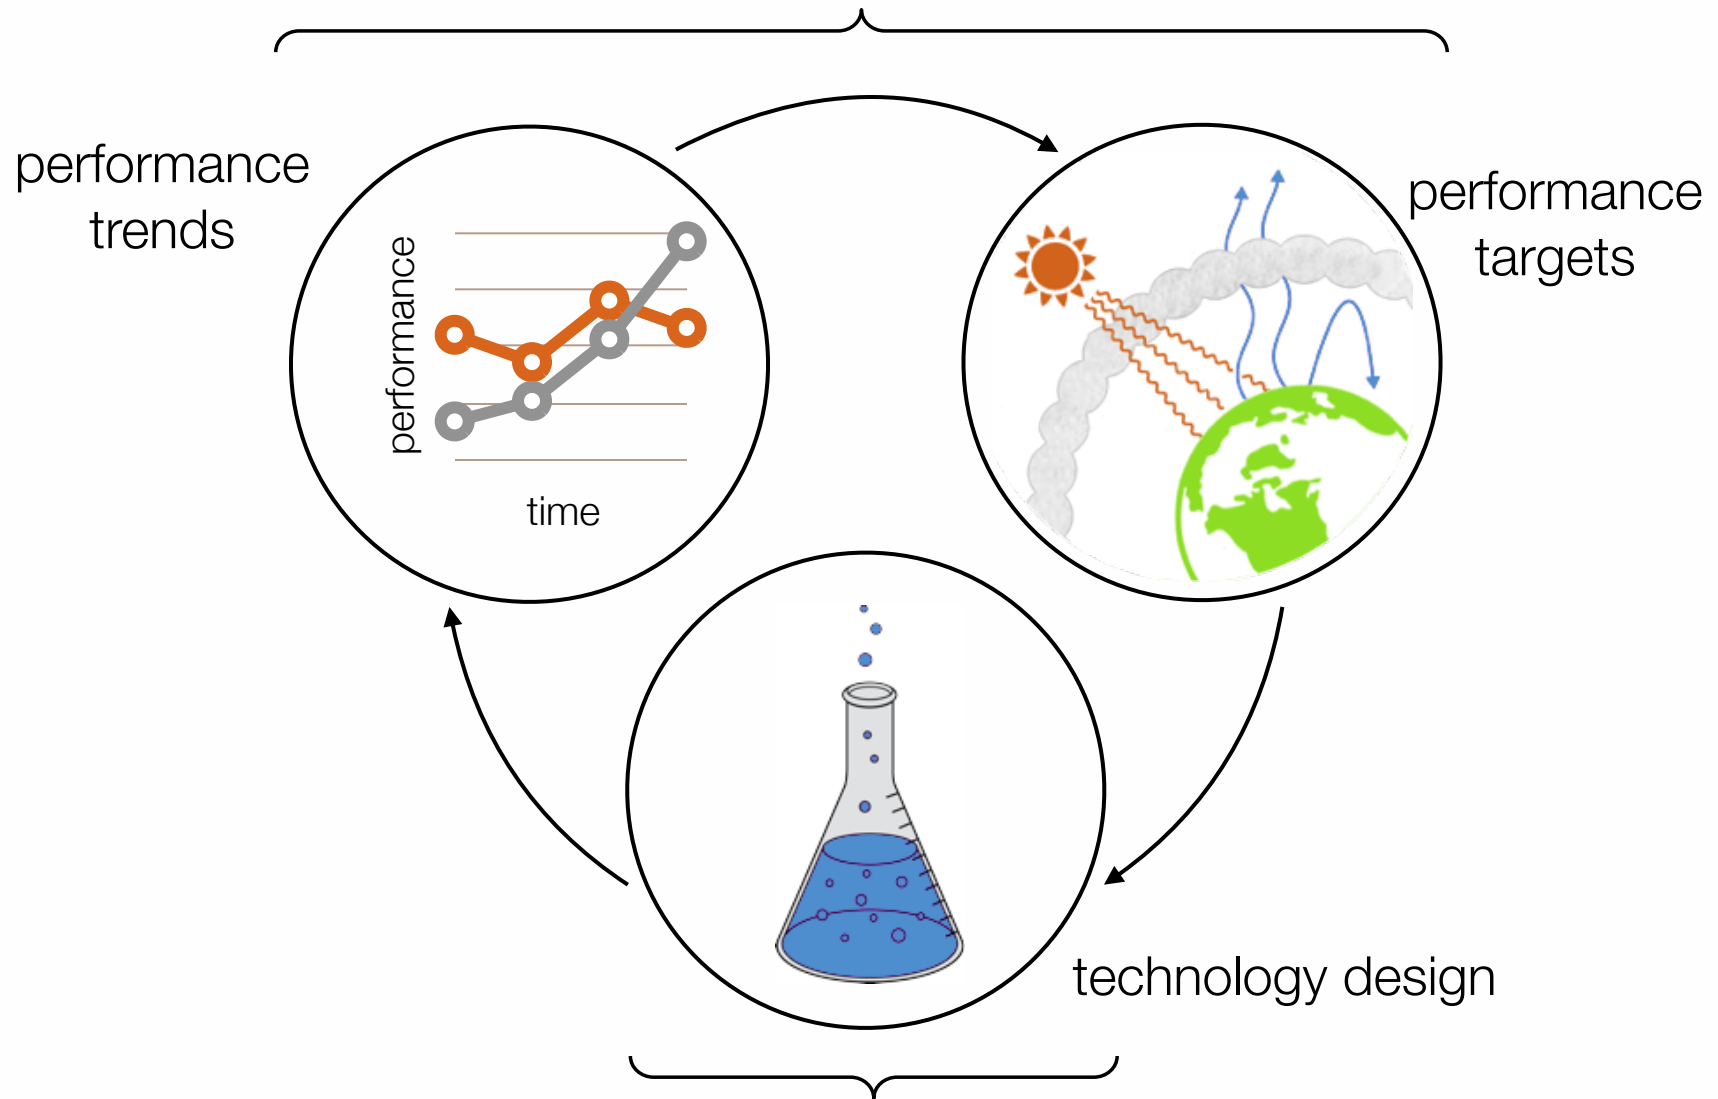 performance
trends
performance
time
performance
targets
technology design